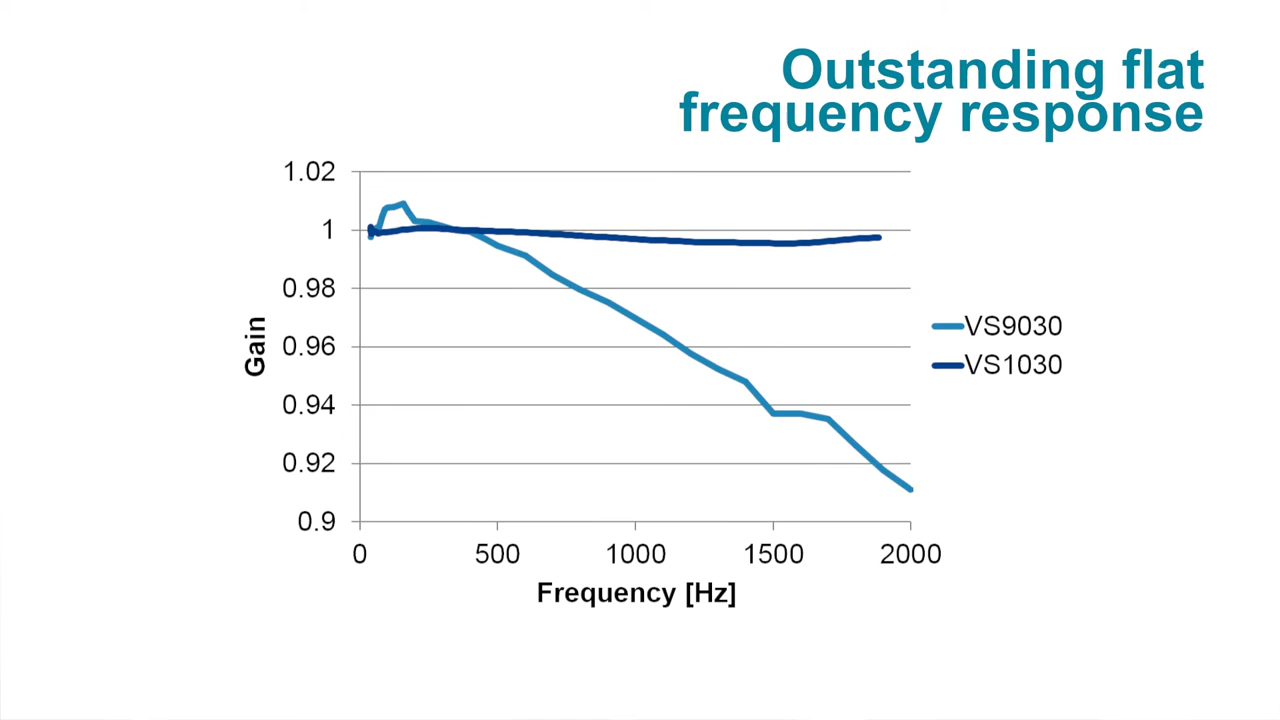 Outstanding flat
frequency response
1.02
1
0.98
0.96
0.94
0.92
0.9
Gain
0 500 1000 1500 2000
Frequency [Hz]
VS9030
VS1030